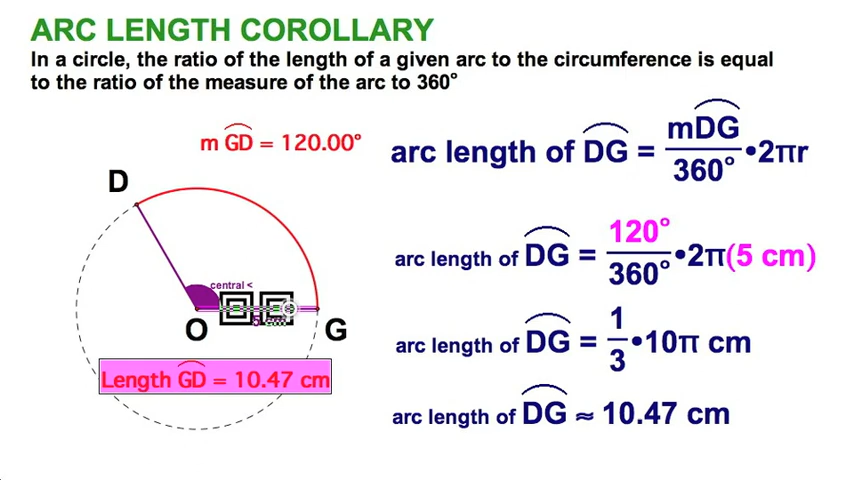 ARC LENGTH COROLLARY
In a circle, the ratio of the length of a given arc to the circumference is equal
to the ratio of the measure of the arc to 360°
m GD = 120.00°
D
central <
O
G
Length GD = 10.47 cm
arc length of DG = mDG/360° •2πr
arc length of DG = 120°/360° •2π(5 cm)
arc length of DG = 1/3 •10π cm
arc length of DG ≈ 10.47 cm